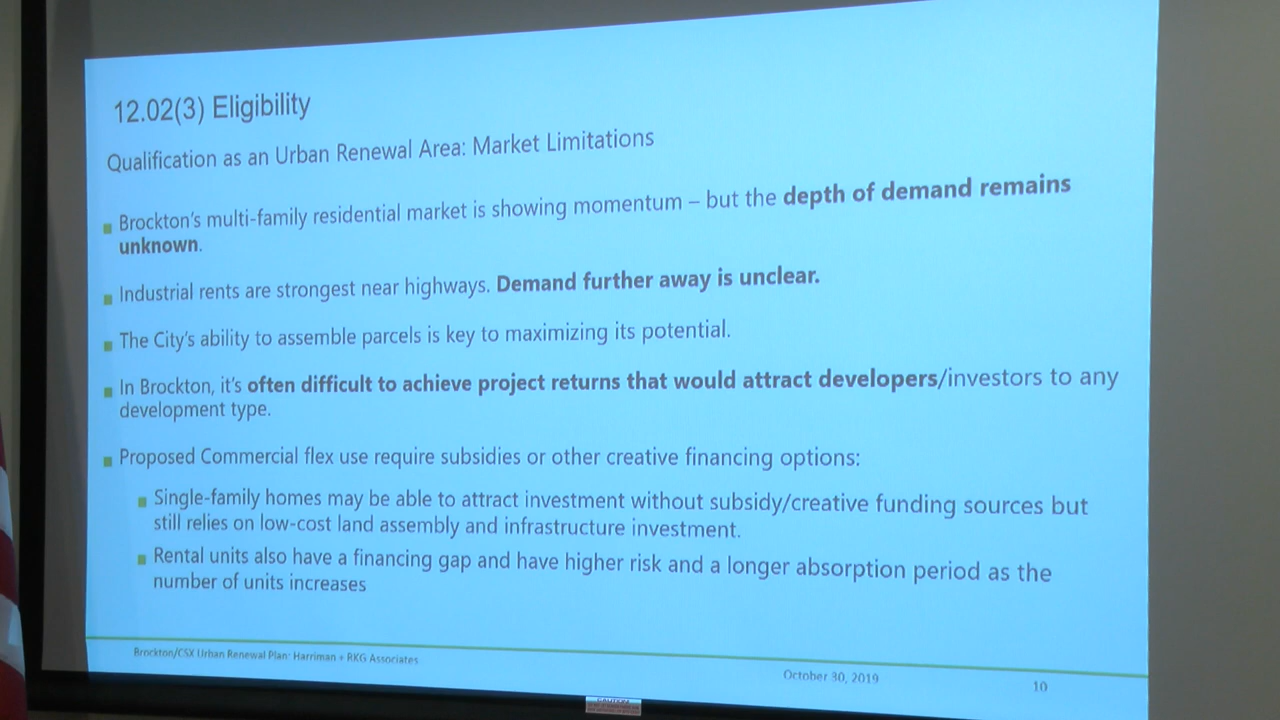 12.02(3) Eligibility
Qualification as an Urban Renewal Area: Market Limitations
Brockton's multi-family residential market is showing momentum – but the depth of demand remains
unknown.
Industrial rents are strongest near highways. Demand further away is unclear.
The City's ability to assemble parcels is key to maximizing its potential.
In Brockton, it's often difficult to achieve project returns that would attract developers/investors to any
development type.
Proposed Commercial flex use require subsidies or other creative financing options:
Single-family homes may be able to attract investment without subsidy/creative funding sources but
still relies on low-cost land assembly and infrastructure investment.
Rental units also have a financing gap and have higher risk and a longer absorption period as the
number of units increases
Brockton/CSX Urban Renewal Plan: Harriman + RKG Associates
October 30, 2019
10
CAUTION